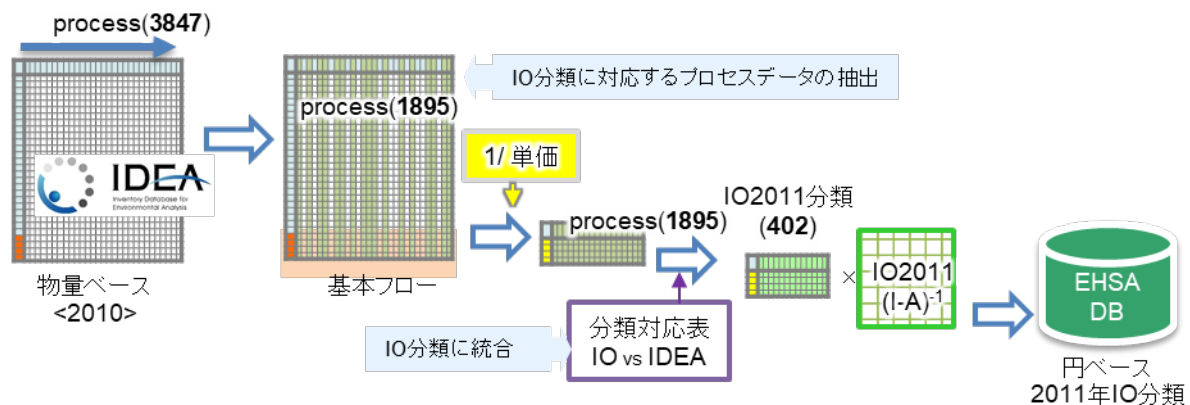 process(3847)
IDEA
Inventory Database for
Environmental Analysis
物量ベース
<2010>
process(1895)
基本フロー
IO分類に対応するプロセスデータの抽出
1/ 単価
process(1895)
IO分類に統合
分類対応表
IO vs IDEA
IO2011分類
(402)
×
IO2011
(I-A)-1
EHSA
DB
円ベース
2011年IO分類